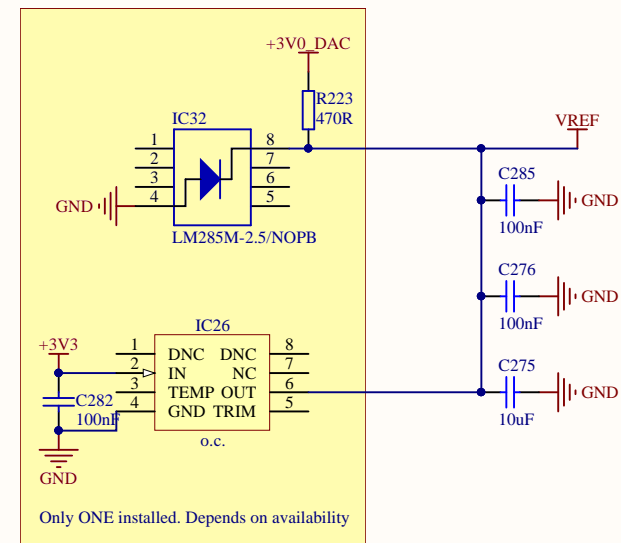 +3V0_DAC
R223
470R
IC32
VREF
1
2
3
4
8
7
6
5
GND
LM285M-2.5/NOPB
C285
100nF
GND
C276
100nF
GND
C275
10uF
GND
IC26
+3V3
1
2
3
4
DNC DNC
IN NC
TEMP OUT
GND TRIM
8
7
6
5
C282
100nF
o.c.
GND
Only ONE installed. Depends on availability